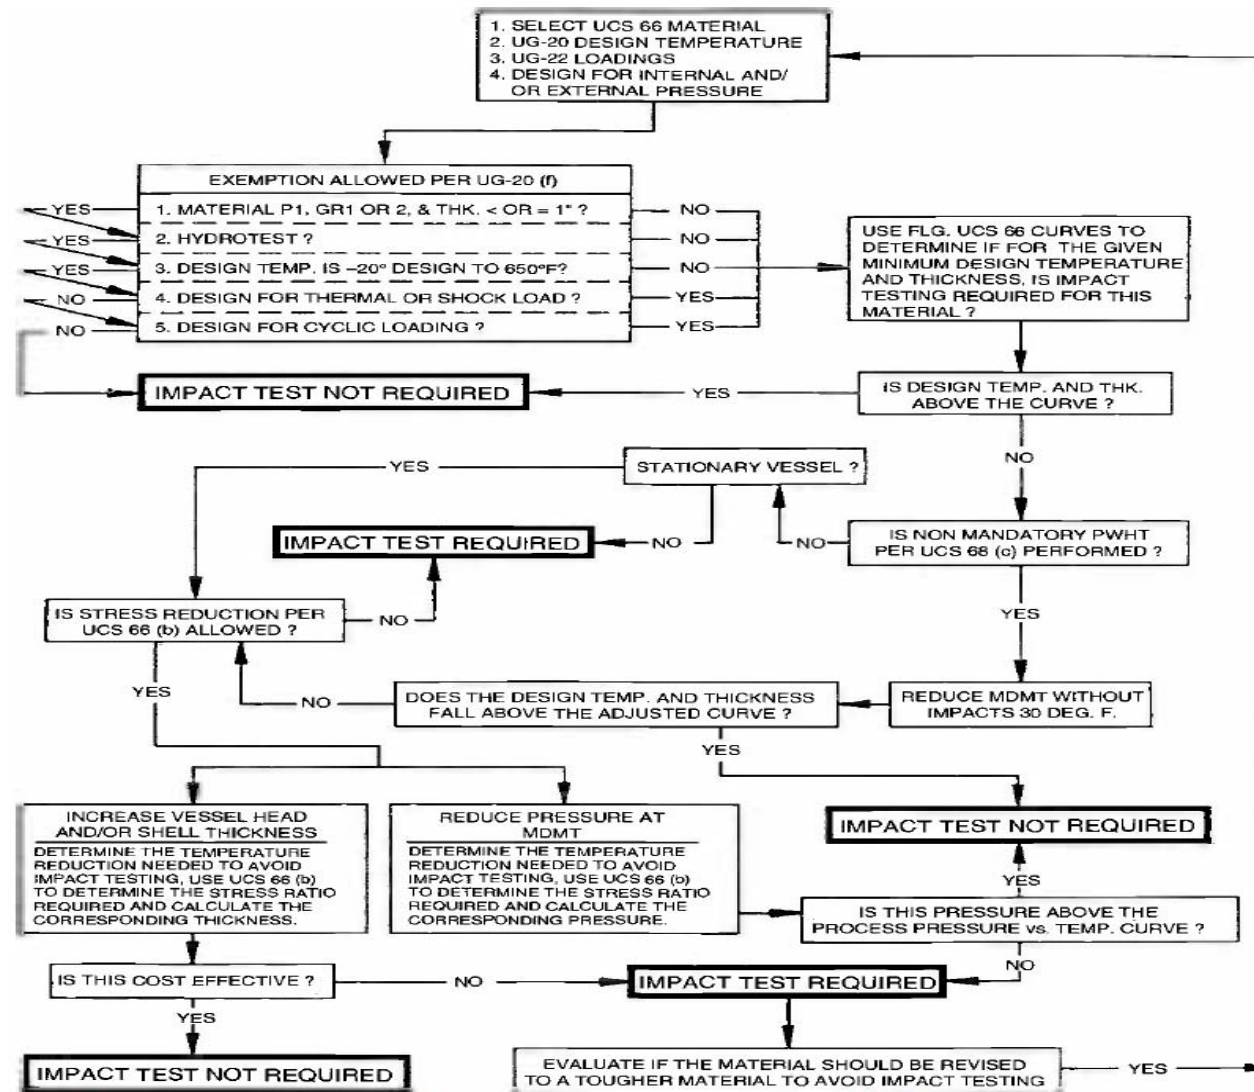 1. SELECT UCS 66 MATERIAL
2. UG-20 DESIGN TEMPERATURE
3. UG-22 LOADINGS
4. DESIGN FOR INTERNAL AND/
OR EXTERNAL PRESSURE
EXEMPTION ALLOWED PER UG-20 (f)
YES
1. MATERIAL P1, GR1 OR 2, & THK. < OR = 1" ?
NO
YES
2. HYDROTEST ?
NO
YES
3. DESIGN TEMP. IS –20° DESIGN TO 650°F?
NO
NO
4. DESIGN FOR THERMAL OR SHOCK LOAD ?
YES
NO
5. DESIGN FOR CYCLIC LOADING ?
YES
USE FLG. UCS 66 CURVES TO
DETERMINE IF FOR THE GIVEN
MINIMUM DESIGN TEMPERATURE
AND THICKNESS, IS IMPACT
TESTING REQUIRED FOR THIS
MATERIAL ?
IMPACT TEST NOT REQUIRED
YES
IS DESIGN TEMP. AND THK.
ABOVE THE CURVE ?
NO
YES
STATIONARY VESSEL ?
IMPACT TEST REQUIRED
NO
NO
IS NON MANDATORY PWHT
PER UCS 68 (c) PERFORMED ?
YES
IS STRESS REDUCTION PER
UCS 66 (b) ALLOWED ?
NO
YES
NO
DOES THE DESIGN TEMP. AND THICKNESS
FALL ABOVE THE ADJUSTED CURVE ?
REDUCE MDMT WITHOUT
IMPACTS 30 DEG. F.
YES
INCREASE VESSEL HEAD
AND/OR SHELL THICKNESS
DETERMINE THE TEMPERATURE
REDUCTION NEEDED TO AVOID
IMPACT TESTING, USE UCS 66 (b)
TO DETERMINE THE STRESS RATIO
REQUIRED AND CALCULATE THE
CORRESPONDING THICKNESS.
REDUCE PRESSURE AT
MDMT
DETERMINE THE TEMPERATURE
REDUCTION NEEDED TO AVOID
IMPACT TESTING, USE UCS 66 (b)
TO DETERMINE THE STRESS RATIO
REQUIRED AND CALCULATE THE
CORRESPONDING PRESSURE.
IMPACT TEST NOT REQUIRED
YES
IS THIS PRESSURE ABOVE THE
PROCESS PRESSURE vs. TEMP. CURVE ?
NO
IS THIS COST EFFECTIVE ?
NO
IMPACT TEST REQUIRED
YES
IMPACT TEST NOT REQUIRED
EVALUATE IF THE MATERIAL SHOULD BE REVISED
TO A TOUGHER MATERIAL TO AVOID IMPACT TESTING
YES